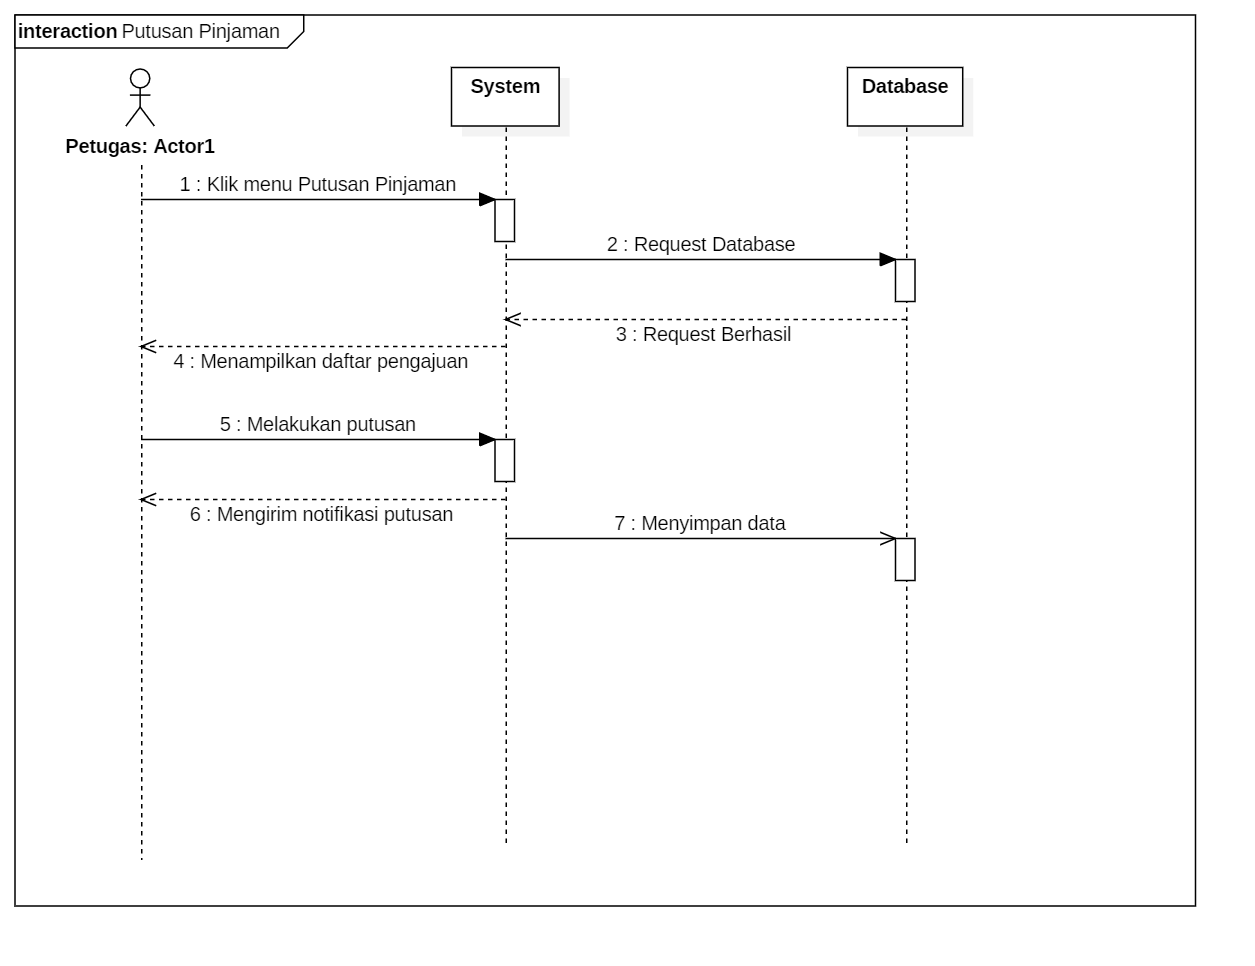 interaction Putusan Pinjaman
System
Database
Petugas: Actor1
1 : Klik menu Putusan Pinjaman
2 : Request Database
3 : Request Berhasil
4 : Menampilkan daftar pengajuan
5 : Melakukan putusan
6 : Mengirim notifikasi putusan
7 : Menyimpan data